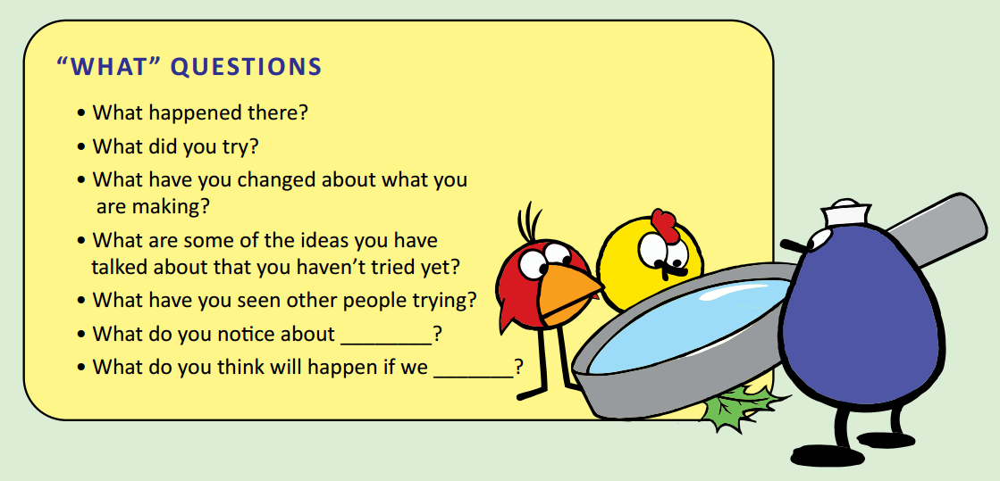 “WHAT” QUESTIONS
• What happened there?
• What did you try?
• What have you changed about what you
are making?
• What are some of the ideas you have
talked about that you haven’t tried yet?
• What have you seen other people trying?
• What do you notice about ________?
• What do you think will happen if we _______?